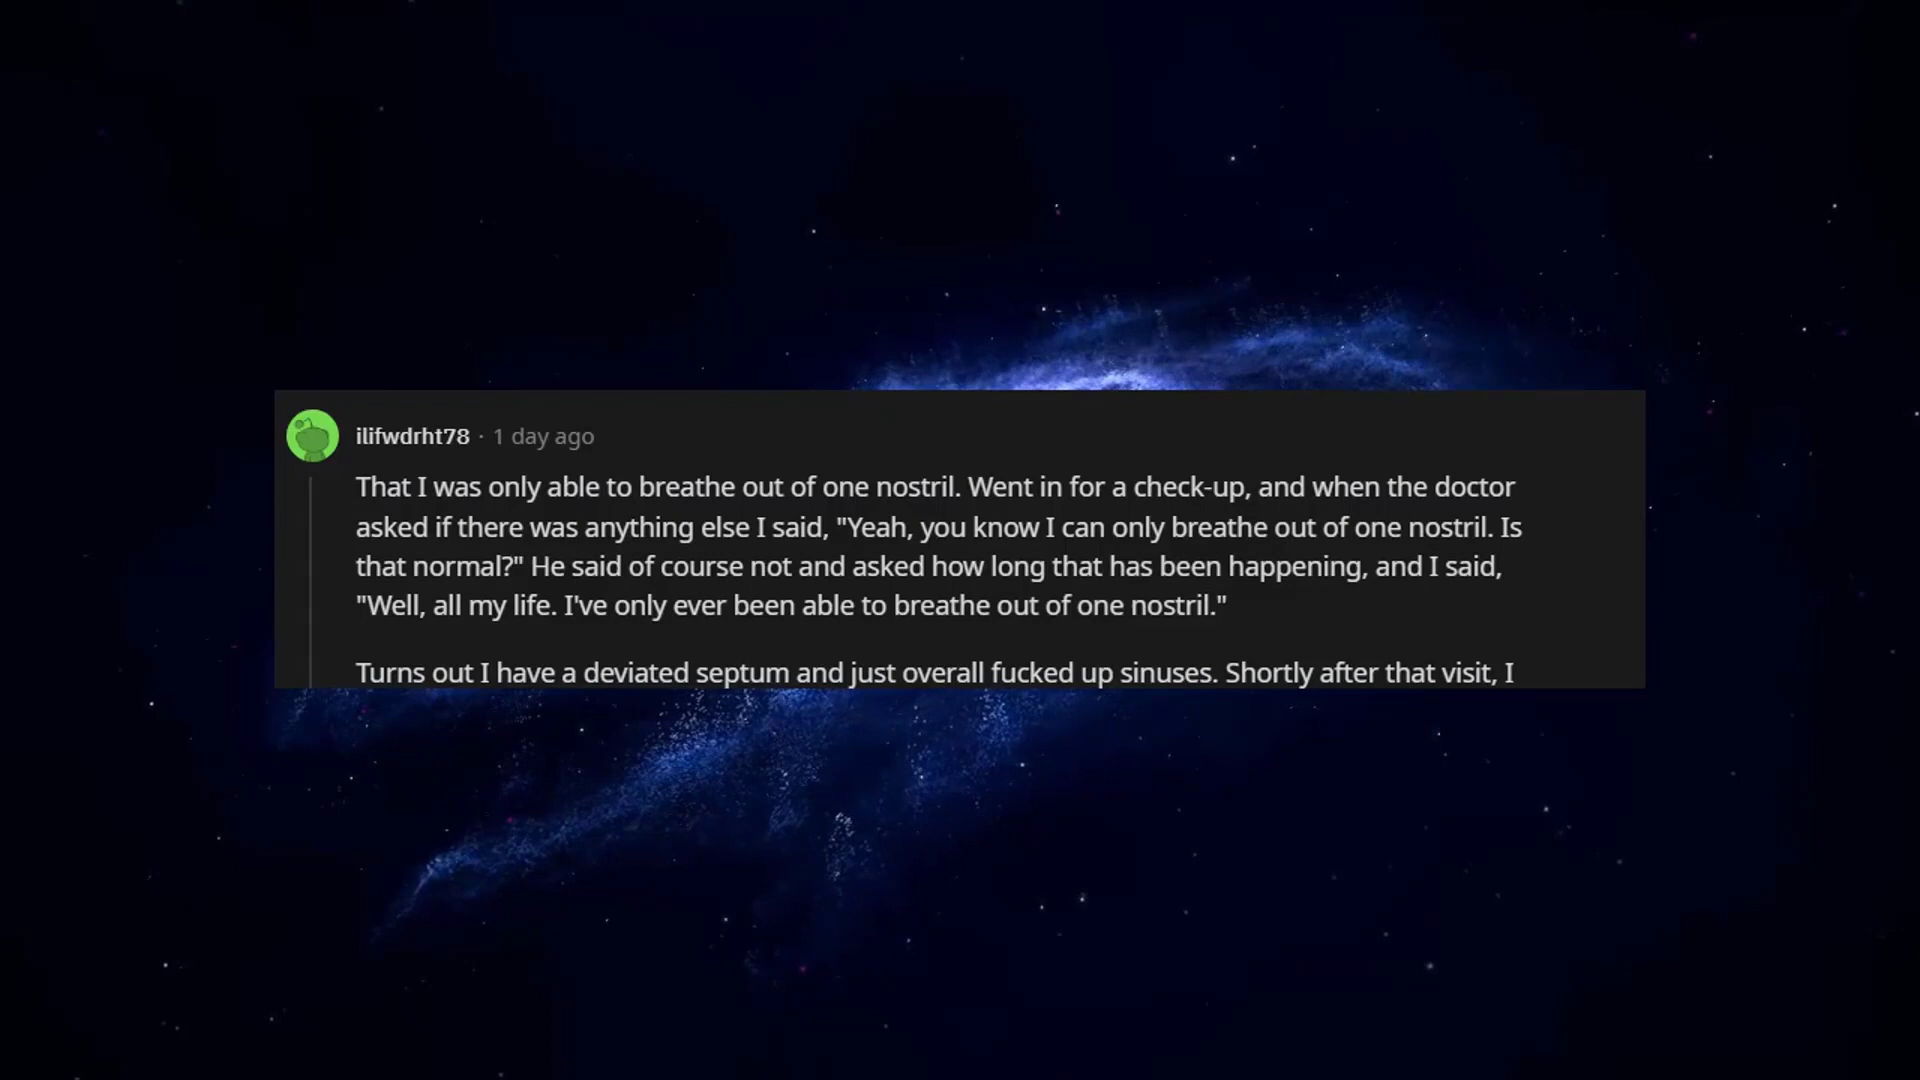 ilifwdrht78 · 1 day ago
That I was only able to breathe out of one nostril. Went in for a check-up, and when the doctor
asked if there was anything else I said, "Yeah, you know I can only breathe out of one nostril. Is
that normal?" He said of course not and asked how long that has been happening, and I said,
"Well, all my life. I've only ever been able to breathe out of one nostril."
Turns out I have a deviated septum and just overall fucked up sinuses. Shortly after that visit, I